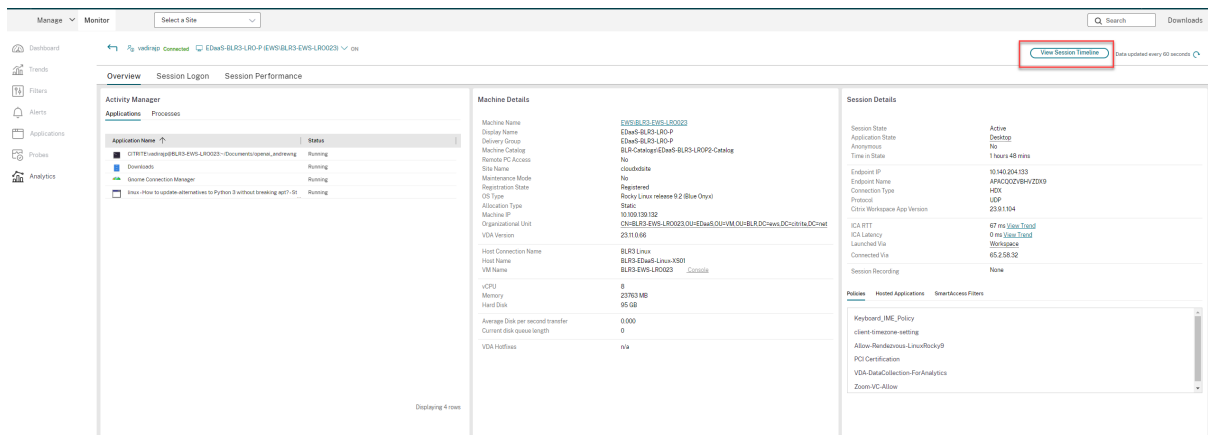 Manage Monitor Select a Site Search Downloads
Dashboard
Trends
Filters
Alerts
Applications
Probes
Analytics
vadirajp Connected EDaaS-BLR3-LRO-P (EWS\BLR3-EWS-LRO023) ON
View Session Timeline Data updated every 60 seconds
Overview Session Logon Session Performance
Activity Manager
Applications Processes
Application Name Status
CITRITE\vadirajp@BLR3-EWS-LRO023:~/Documents/openai_andrewng Running
Downloads Running
Gnome Connection Manager Running
linux - How to update-alternatives to Python 3 without breaking apt? - St Running
Displaying 4 rows
Machine Details
Machine Name EWS\BLR3-EWS-LRO023
Display Name EDaaS-BLR3-LRO-P
Delivery Group EDaaS-BLR3-LRO-P
Machine Catalog BLR-Catalogs\EDaaS-BLR3-LROP2-Catalog
Remote PC Access No
Site Name cloudxdsite
Maintenance Mode No
Registration State Registered
OS Type Rocky Linux release 9.2 (Blue Onyx)
Allocation Type Static
Machine IP 10.109.139.132
Organizational Unit CN=BLR3-EWS-LRO023,OU=EDaaS,OU=VM,OU=BLR,DC=ews,DC=citrite,DC=net
VDA Version 23.11.0.66
Host Connection Name BLR3 Linux
Host Name BLR3-EDaaS-Linux-XS01
VM Name BLR3-EWS-LRO023 Console
vCPU 8
Memory 23763 MB
Hard Disk 95 GB
Average Disk per second transfer 0.000
Current disk queue length 0
VDA Hotfixes n/a
Session Details
Session State Active
Application State Desktop
Anonymous No
Time in State 1 hours 48 mins
Endpoint IP 10.140.204.133
Endpoint Name APACQOZVBHVZDX9
Connection Type HDX
Protocol UDP
Citrix Workspace App Version 23.9.1.104
ICA RTT 67 ms View Trend
ICA Latency 0 ms View Trend
Launched Via Workspace
Connected Via 65.2.58.32
Session Recording None
Policies Hosted Applications SmartAccess Filters
Keyboard_IME_Policy
client-timezone-setting
Allow-Rendezvous-LinuxRocky9
PCI Certification
VDA-DataCollection-ForAnalytics
Zoom-VC-Allow